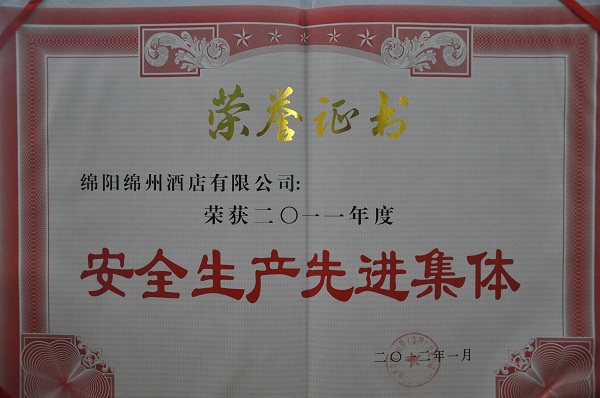 荣誉证书
绵阳绵州酒店有限公司:
荣获二〇一一年度
安全生产先进集体
二〇一二年一月